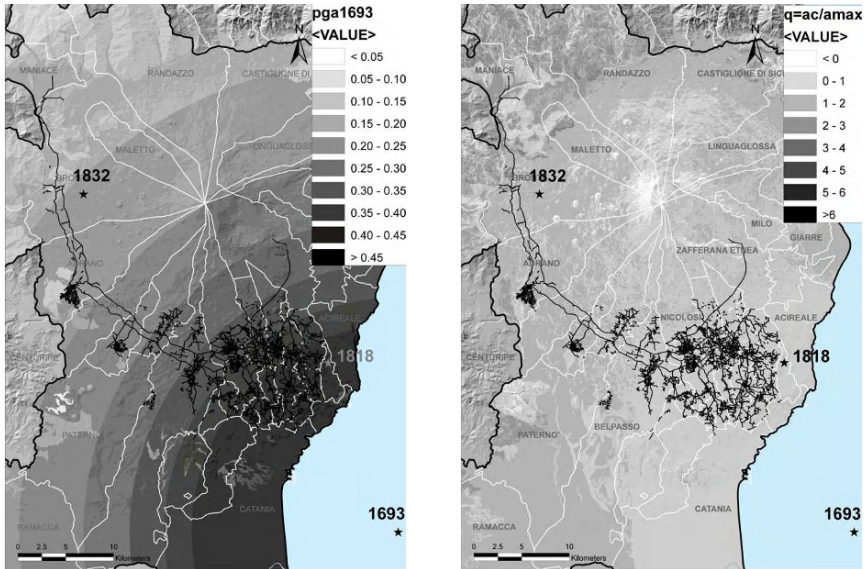 pga1693
<VALUE>
< 0.05
0.05 - 0.10
0.10 - 0.15
0.15 - 0.20
0.20 - 0.25
0.25 - 0.30
0.30 - 0.35
0.35 - 0.40
0.40 - 0.45
> 0.45
N
MANIACE
RANDAZZO
CASTIGLIONE DI
MALETTO
LINGUAGLOSSA
BRO
1832
ADRANO
ACIREALE
1818
CENTURIPE
PATERNO
CATANIA
RAMACCA
1693
0 2.5 5 10
Kilometers
q=ac/amax
<VALUE>
< 0
0 - 1
1 - 2
2 - 3
3 - 4
4 - 5
5 - 6
>6
N
MANIACE
RANDAZZO
CASTIGLIONE DI SICI
MALETTO
LINGUAGLOSSA
BRO
1832
MILO
GIARRE
ZAFFERANA ETNEA
ADRANO
NICOLOSI
ACIREALE
1818
CENTURIPE
BELPASSO
PATERNO'
CATANIA
1693
RAMACCA
0 2.5 5 10
Kilometers